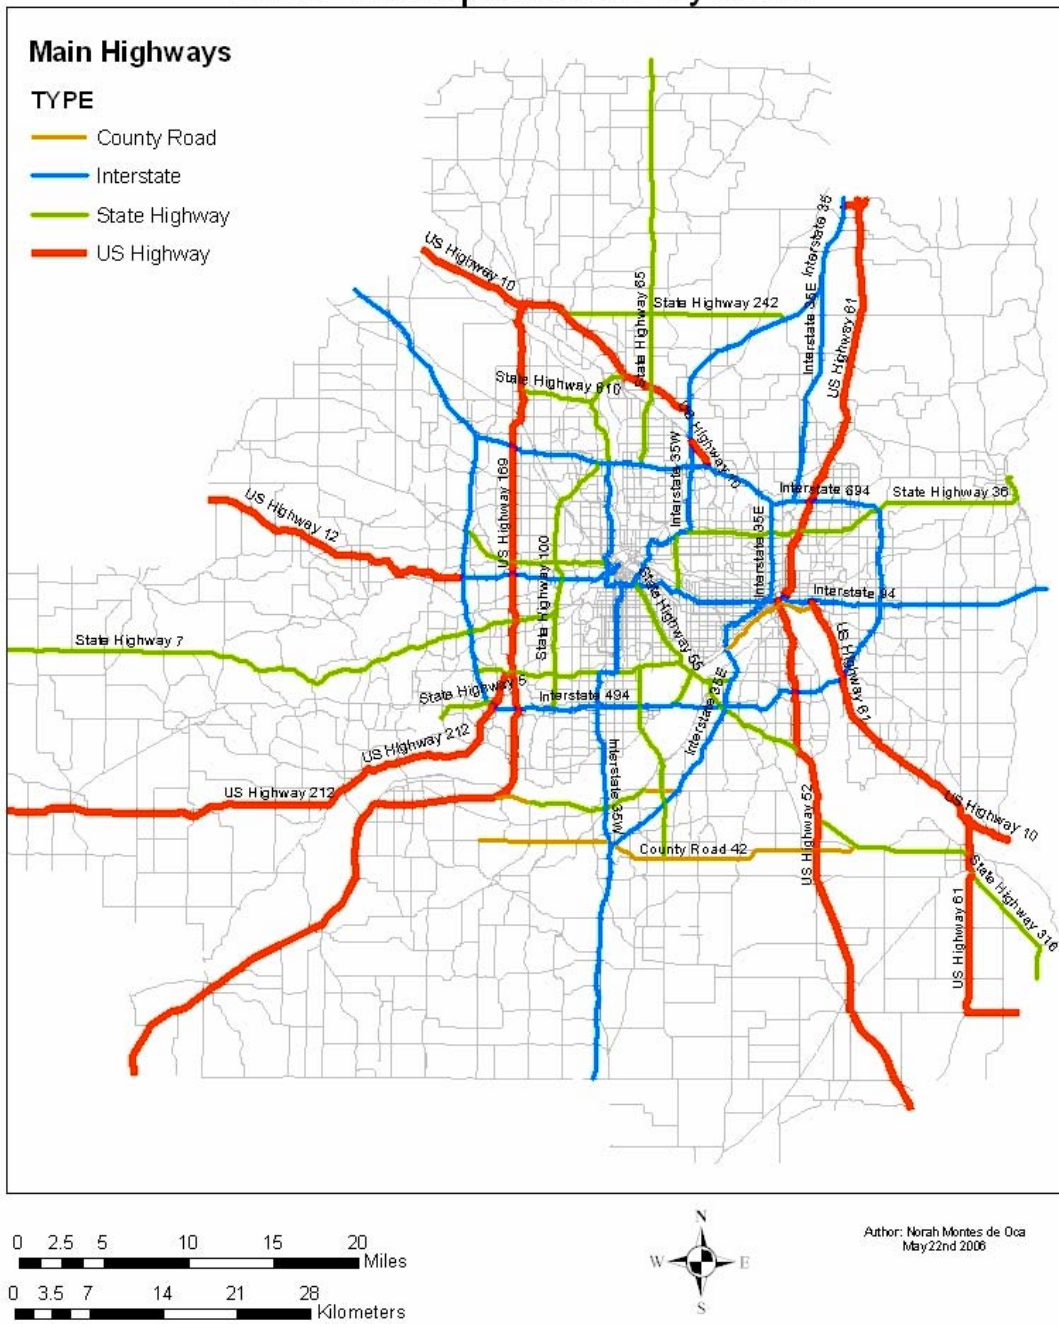 Main Highways
TYPE
County Road
Interstate
State Highway
US Highway
US Highway 10
Interstate 35
State Highway 65
State Highway 242
Interstate 35E
US Highway 61
State Highway 610
US Highway 10
Interstate 35W
US Highway 169
Interstate 694
State Highway 36
US Highway 12
Interstate 35E
State Highway 100
State Highway 55
Interstate 94
State Highway 7
US Highway 61
State Highway 5
Interstate 494
Interstate 35E
US Highway 212
Interstate 35W
US Highway 212
US Highway 52
US Highway 10
County Road 42
State Highway 316
US Highway 61
0 2.5 5 10 15 20
Miles
0 3.5 7 14 21 28
Kilometers
N
W E
S
Author: Norah Montes de Oca
May 22nd 2006